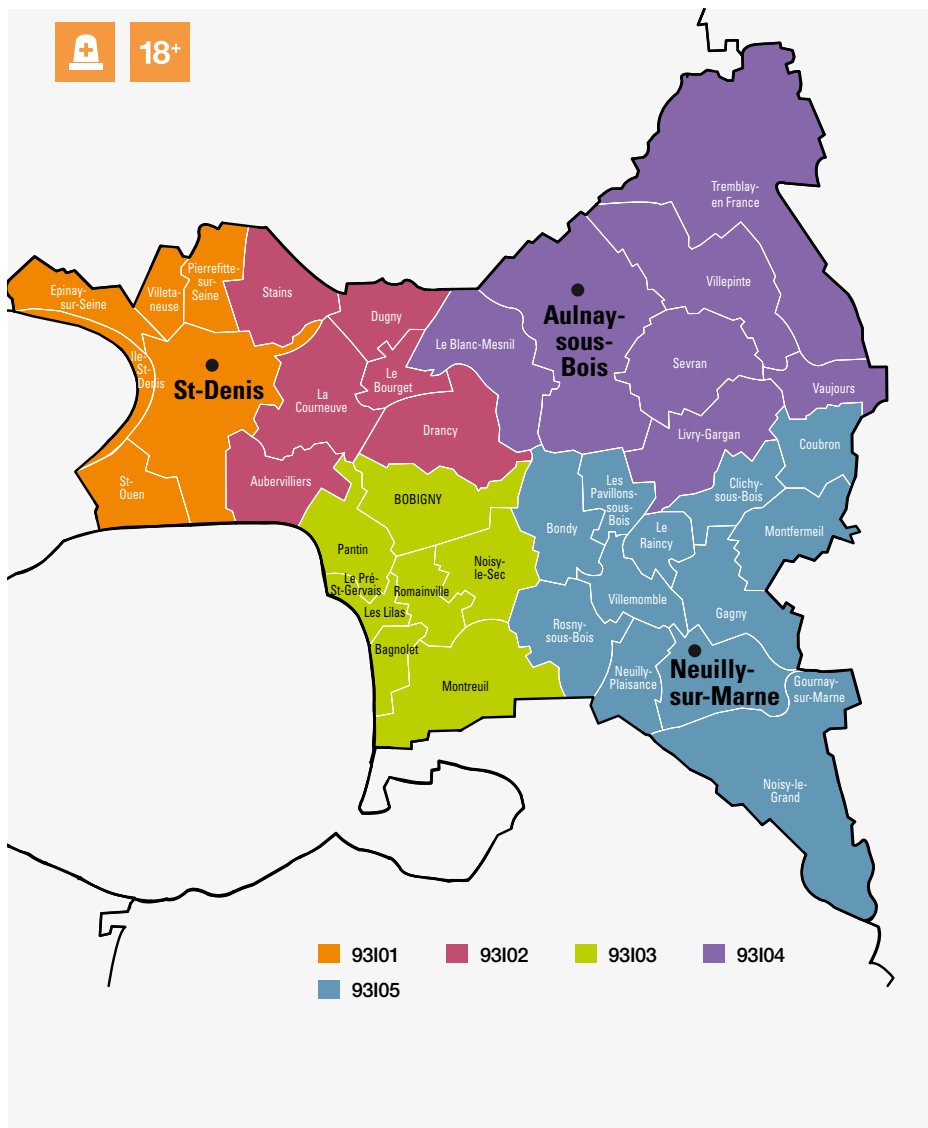 18+
Tremblay-
en France
Pierrefitte-
sur-
Seine
Epinay-
sur-Seine
Villeta-
neuse
Stains
Villepinte
Dugny
Aulnay-
sous-
Bois
Le Blanc-Mesnil
Ile-
St-
Denis
St-Denis
Sevran
Le
Bourget
Vaujours
La
Courneuve
Drancy
Livry-Gargan
Coubron
St-
Ouen
Aubervilliers
BOBIGNY
Les
Pavillons-
sous-
Bois
Clichy-
sous-Bois
Bondy
Le
Raincy
Montfermeil
Pantin
Noisy-
le-Sec
Le Pré-
St-Gervais
Romainville
Les Lilas
Villemomble
Gagny
Rosny-
sous-Bois
Bagnolet
Montreuil
Neuilly-
Plaisance
Neuilly-
sur-Marne
Gournay-
sur-Marne
Noisy-le-
Grand
93I01
93I02
93I03
93I04
93I05